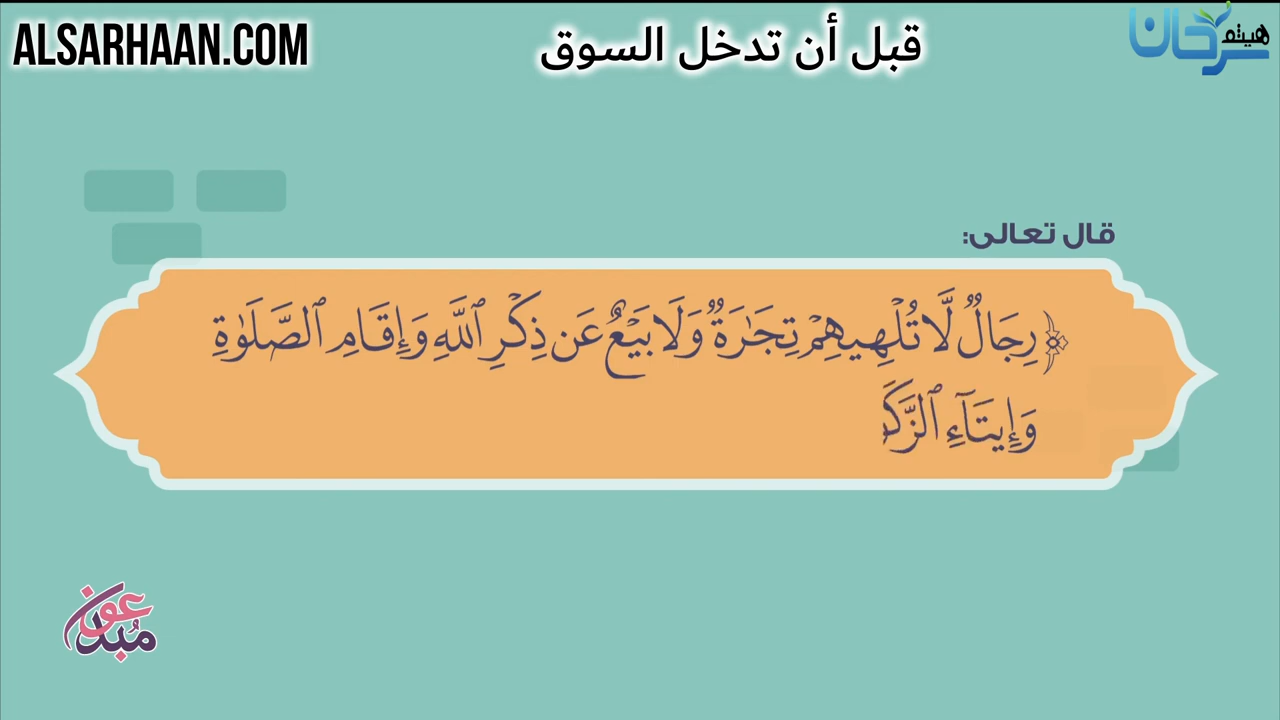 ALSARHAAN.COM
قبل أن تدخل السوق
هيثم سرحان
قال تعالى:
﴿رِجَالٌ لَّا تُلْهِيهِمْ تِجَٰرَةٌ وَلَا بَيْعٌ عَن ذِكْرِ ٱللَّهِ وَإِقَامِ ٱلصَّلَوٰةِ
وَإِيتَآءِ ٱلزَّكَو
مبدعون